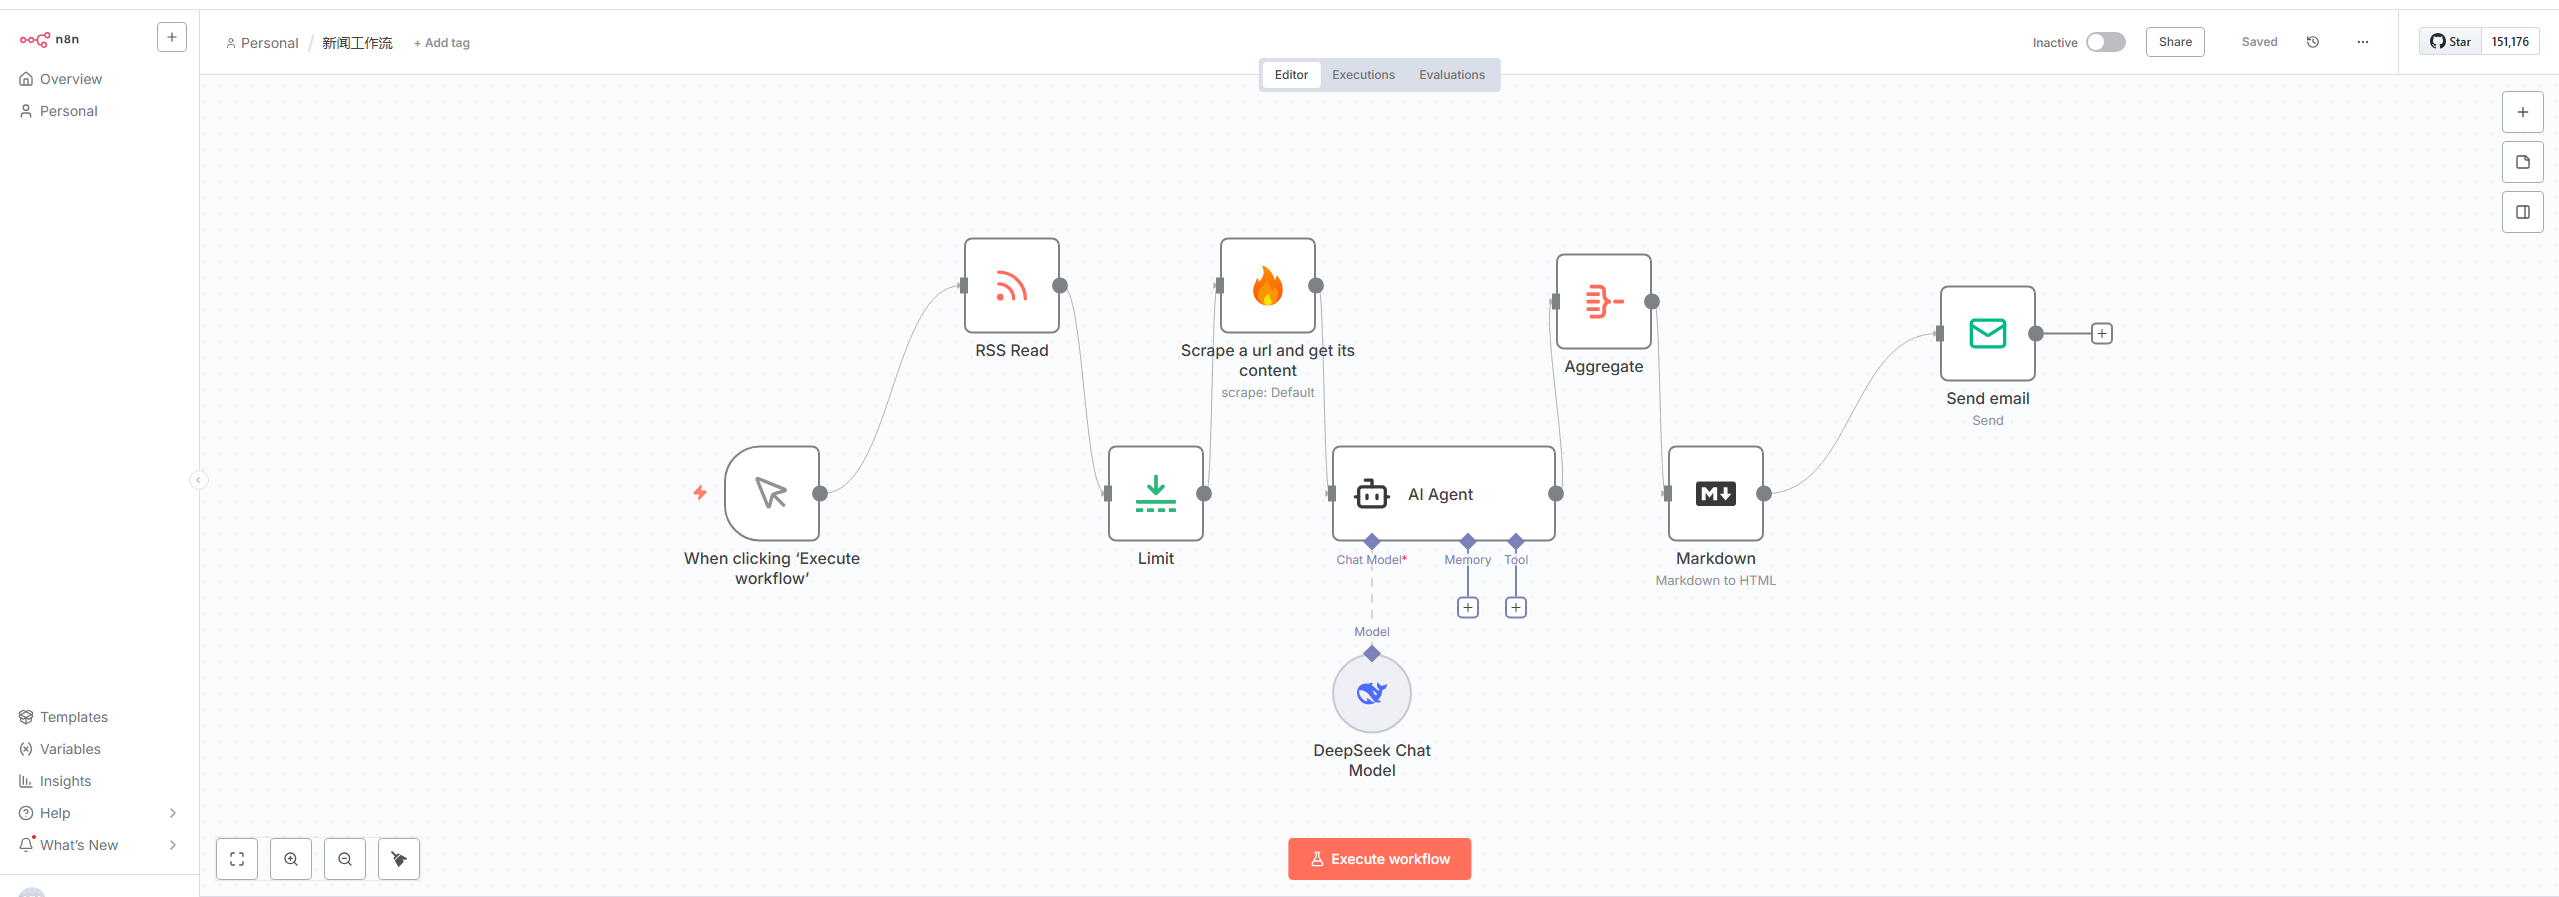 n8n
Personal / 新闻工作流 + Add tag
Inactive
Share
Saved
Star 151,176
Editor Executions Evaluations
Overview
Personal
RSS Read
Scrape a url and get its
content
scrape: Default
Aggregate
Send email
Send
AI Agent
When clicking ‘Execute
workflow’
Limit
Chat Model*
Memory
Tool
M
Markdown
Markdown to HTML
Model
DeepSeek Chat
Model
Templates
Variables
Insights
Help
What’s New
Execute workflow